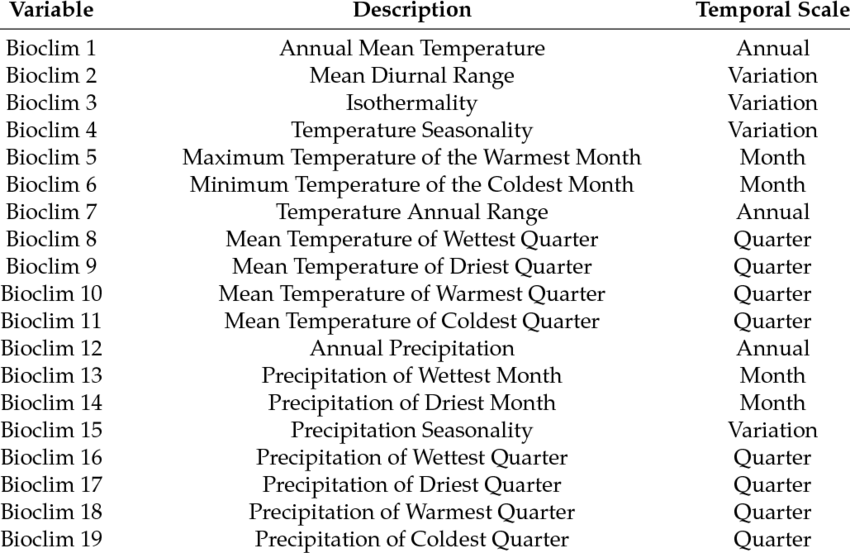 Variable Description Temporal Scale
Bioclim 1 Annual Mean Temperature Annual
Bioclim 2 Mean Diurnal Range Variation
Bioclim 3 Isothermality Variation
Bioclim 4 Temperature Seasonality Variation
Bioclim 5 Maximum Temperature of the Warmest Month Month
Bioclim 6 Minimum Temperature of the Coldest Month Month
Bioclim 7 Temperature Annual Range Annual
Bioclim 8 Mean Temperature of Wettest Quarter Quarter
Bioclim 9 Mean Temperature of Driest Quarter Quarter
Bioclim 10 Mean Temperature of Warmest Quarter Quarter
Bioclim 11 Mean Temperature of Coldest Quarter Quarter
Bioclim 12 Annual Precipitation Annual
Bioclim 13 Precipitation of Wettest Month Month
Bioclim 14 Precipitation of Driest Month Month
Bioclim 15 Precipitation Seasonality Variation
Bioclim 16 Precipitation of Wettest Quarter Quarter
Bioclim 17 Precipitation of Driest Quarter Quarter
Bioclim 18 Precipitation of Warmest Quarter Quarter
Bioclim 19 Precipitation of Coldest Quarter Quarter